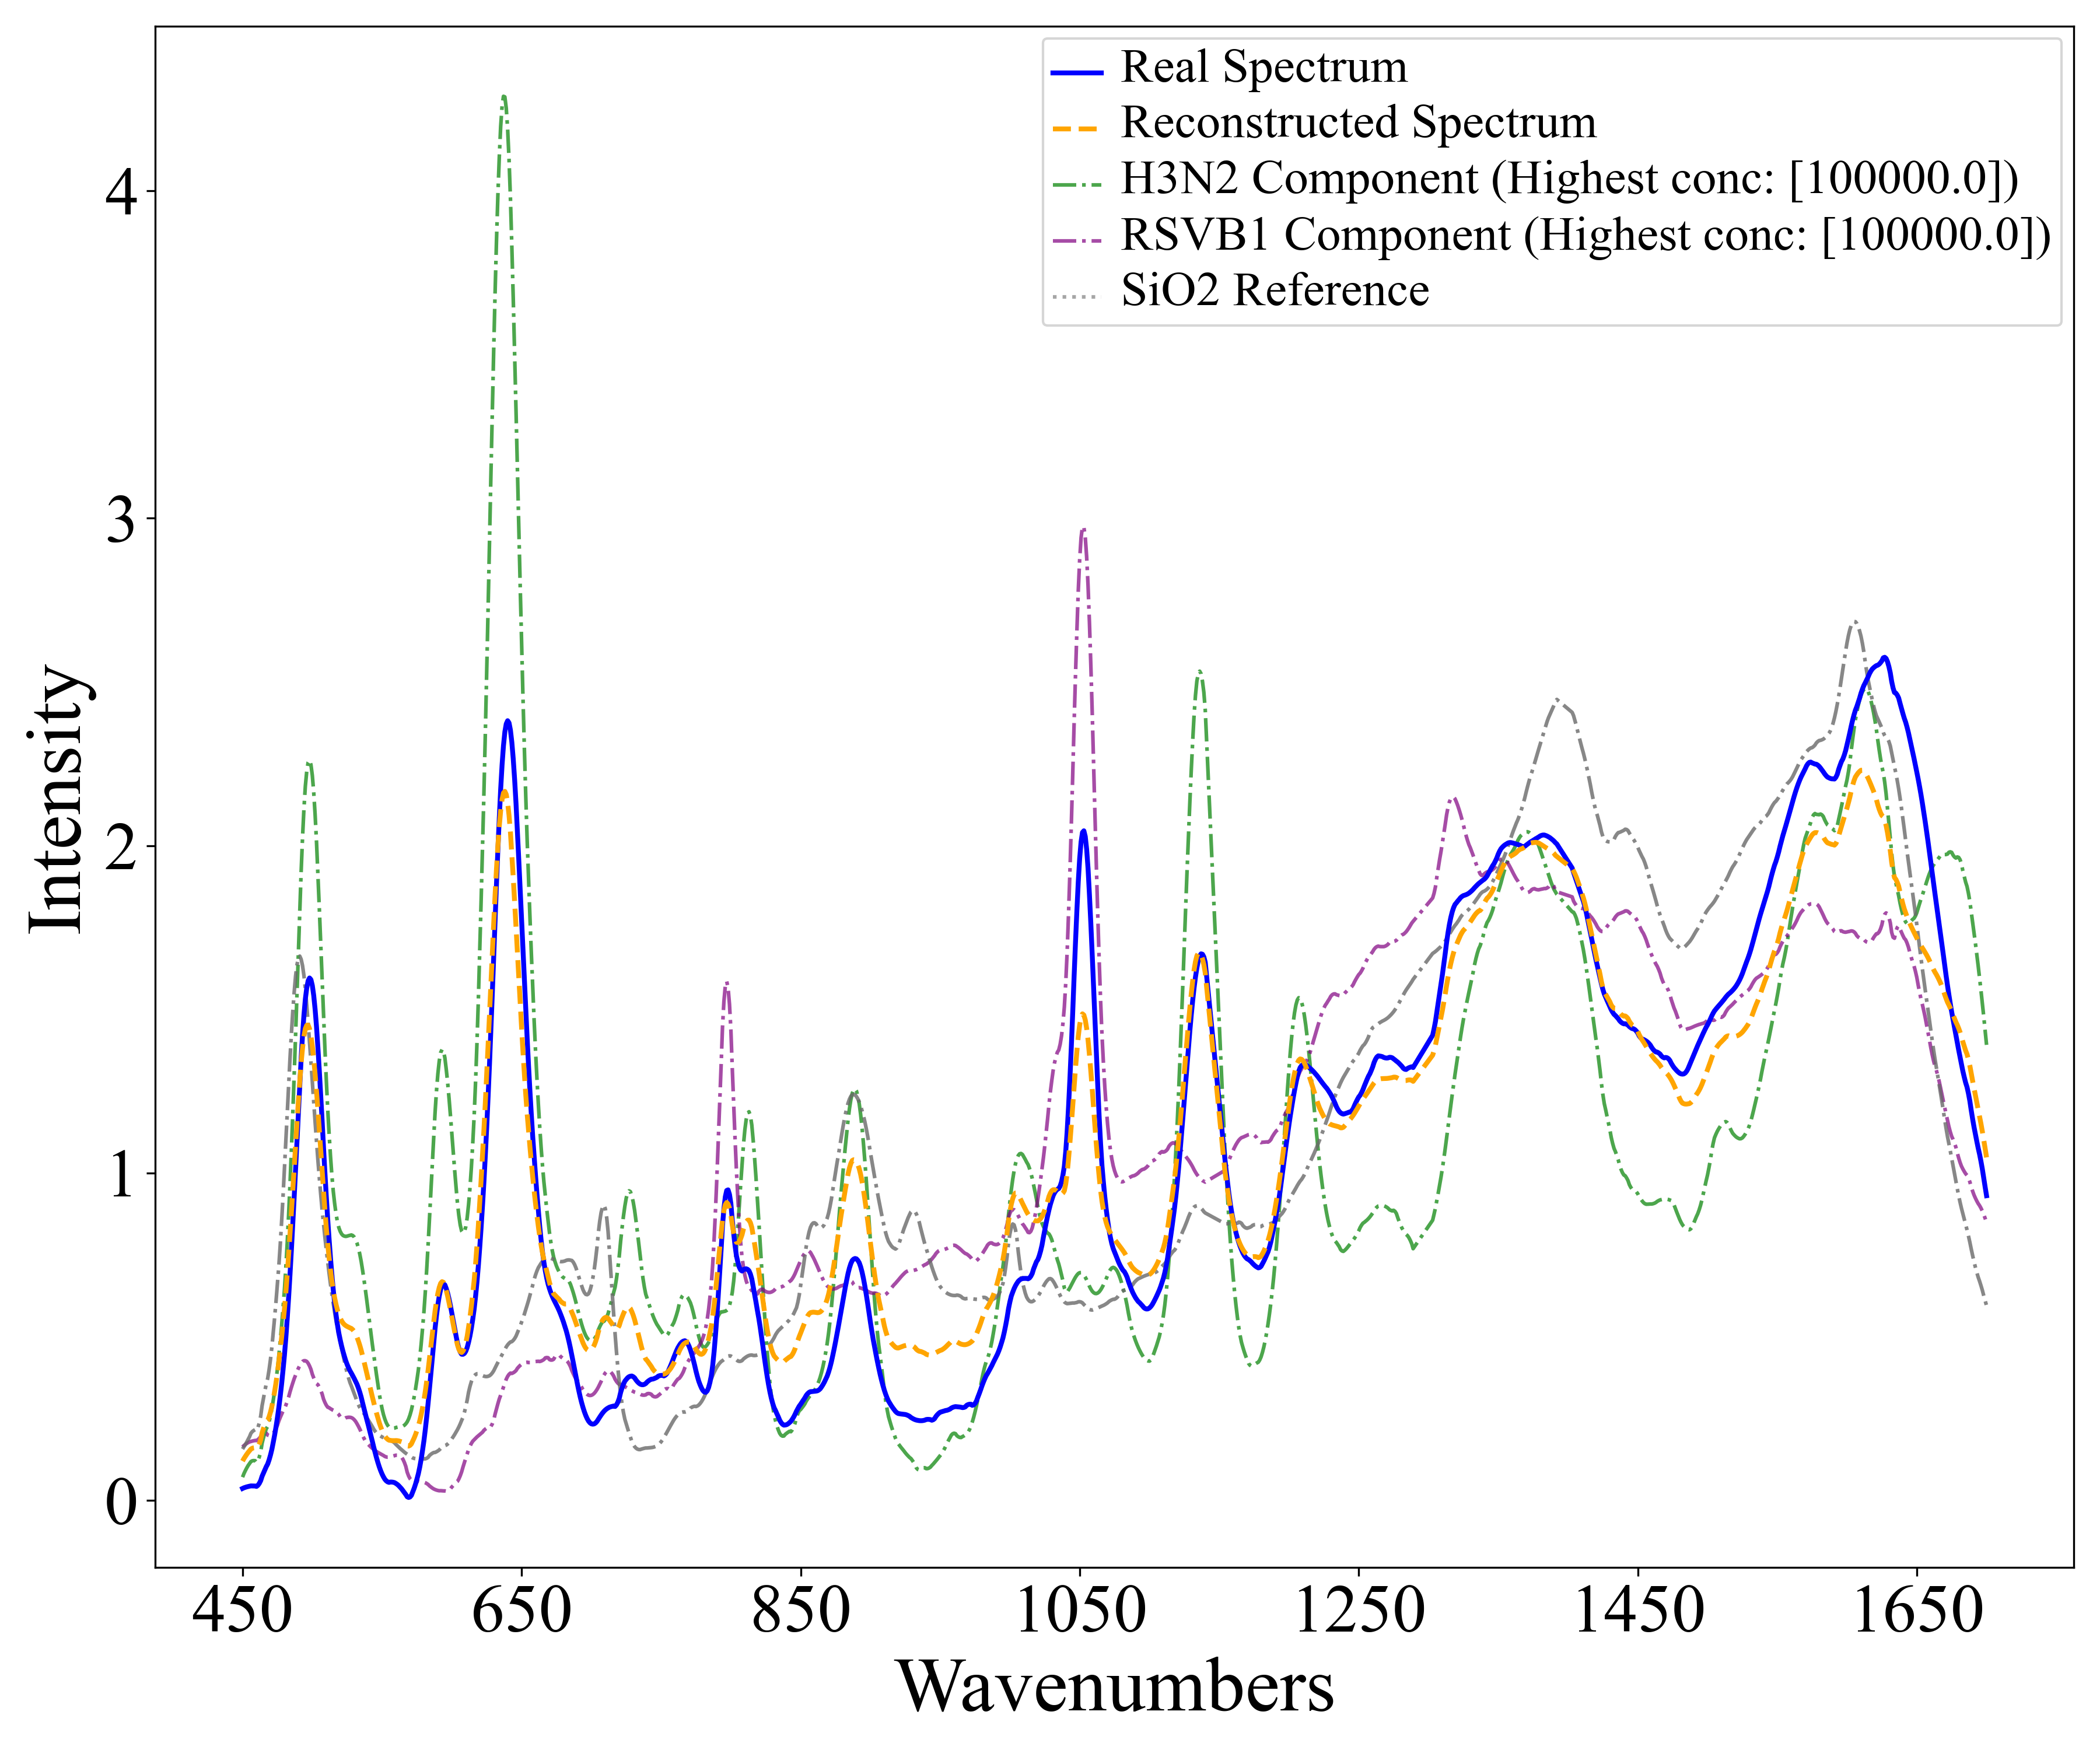 Real Spectrum
Reconstructed Spectrum
H3N2 Component (Highest conc: [100000.0])
RSVB1 Component (Highest conc: [100000.0])
SiO2 Reference
Intensity
4
3
2
1
0
450 650 850 1050 1250 1450 1650
Wavenumbers